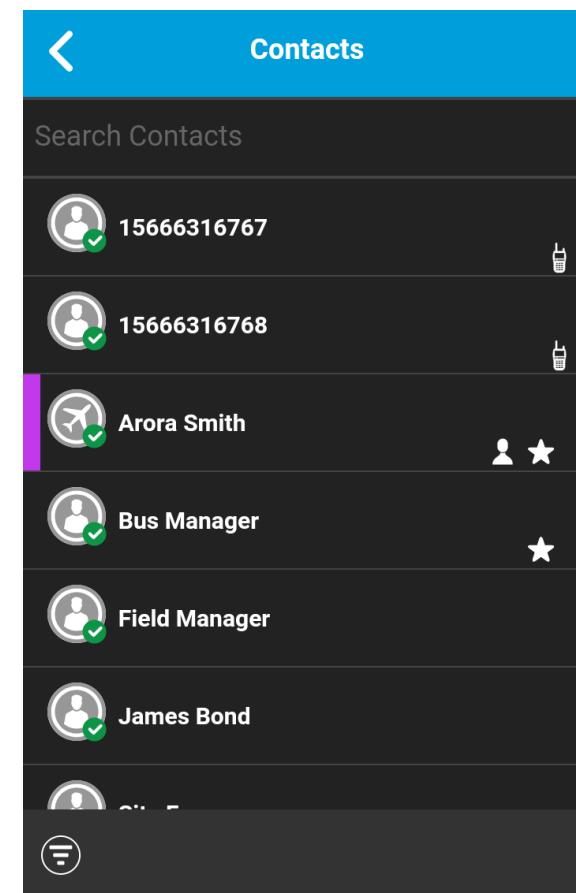 Contacts
Search Contacts
15666316767
15666316768
Arora Smith
Bus Manager
Field Manager
James Bond